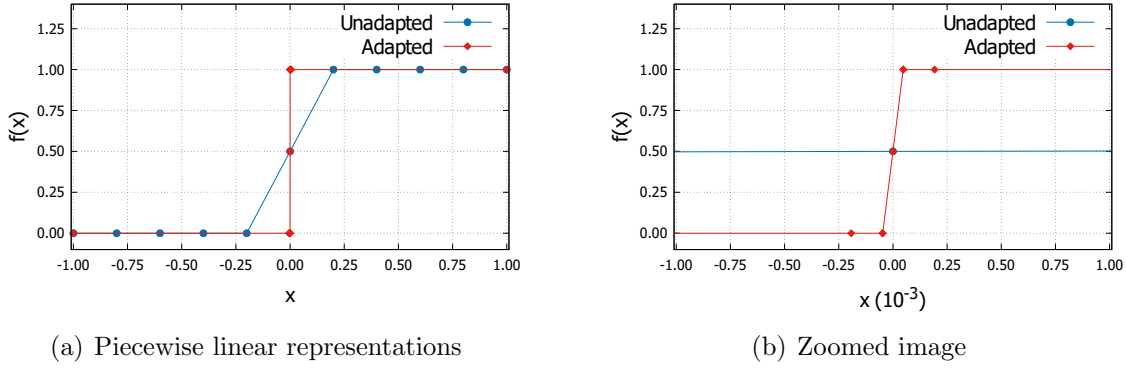 Unadapted
Adapted
1.25
1.00
0.75
0.50
0.25
0.00
f(x)
-1.00 -0.75 -0.50 -0.25 0.00 0.25 0.50 0.75 1.00
x
(a) Piecewise linear representations
Unadapted
Adapted
1.25
1.00
0.75
0.50
0.25
0.00
f(x)
-1.00 -0.75 -0.50 -0.25 0.00 0.25 0.50 0.75 1.00
x (10⁻³)
(b) Zoomed image